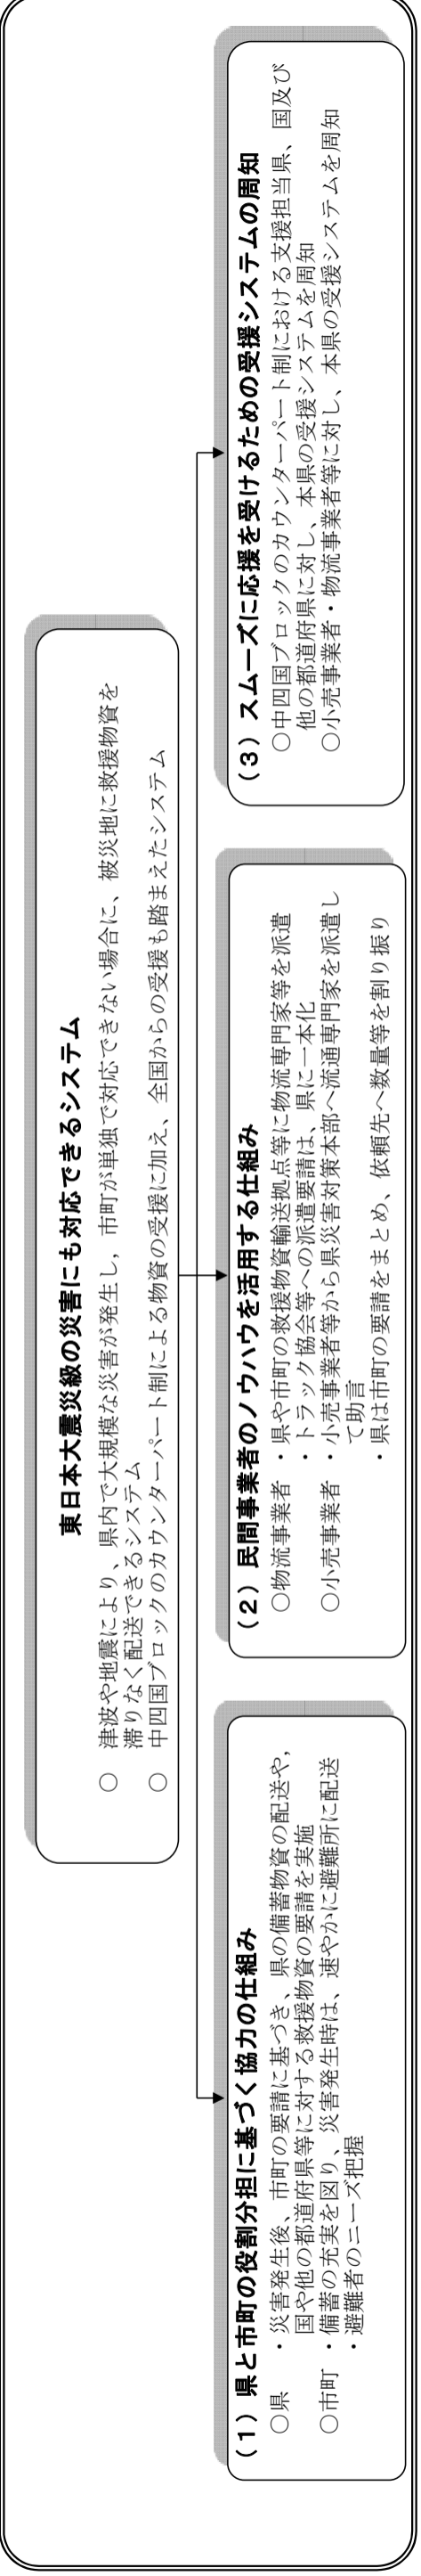 東日本大震災級の災害にも対応できるシステム
○ 津波や地震により、県内で大規模な災害が発生し，市町が単独で対応できない場合に、被災地に救援物資を
滞りなく配送できるシステム
○ 中四国ブロックのカウンターパート制による物資の受援に加え、全国からの受援も踏まえたシステム
（１）県と市町の役割分担に基づく協力の仕組み
○県 ・災害発生後、市町の要請に基づき、県の備蓄物資の配送や，
国や他の都道府県等に対する救援物資の要請を実施
○市町 ・備蓄の充実を図り、災害発生時は、速やかに避難所に配送
・避難者のニーズ把握
（２）民間事業者のノウハウを活用する仕組み
○物流事業者 ・県や市町の救援物資輸送拠点等に物流専門家等を派遣
・トラック協会等への派遣要請は、県に一本化
○小売事業者 ・小売事業者等から県災害対策本部へ流通専門家を派遣し
て助言
・県は市町の要請をまとめ、依頼先へ数量等を割り振り
（３）スムーズに応援を受けるための受援システムの周知
○中四国ブロックのカウンターパート制における支援担当県、国及び
他の都道府県に対し、本県の受援システムを周知
○小売事業者・物流事業者等に対し、本県の受援システムを周知